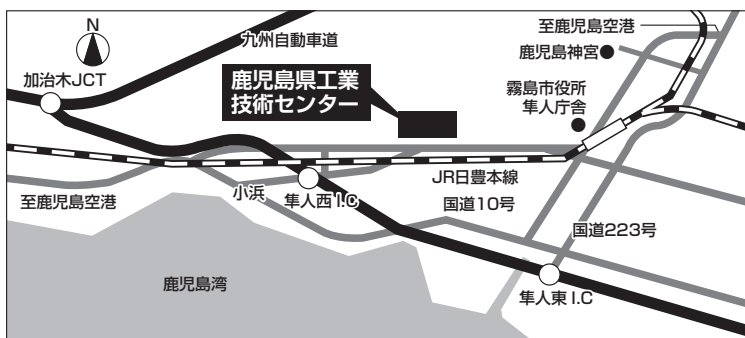 至鹿児島空港
N
九州自動車道
鹿児島神宮
加治木JCT
鹿児島県工業
技術センター
霧島市役所
隼人庁舎
JR日豊本線
至鹿児島空港
小浜
隼人西 I.C
国道10号
国道223号
鹿児島湾
隼人東 I.C